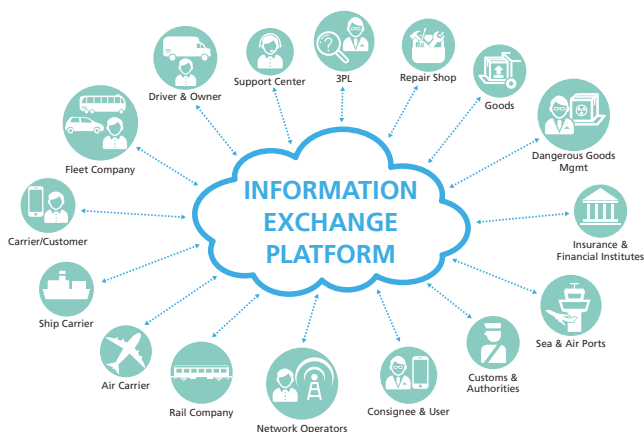 3PL
Support Center
Repair Shop
Driver & Owner
Goods
Dangerous Goods
Mgmt
Fleet Company
INFORMATION
EXCHANGE
PLATFORM
Carrier/Customer
Insurance &
Financial Institutes
Ship Carrier
Sea & Air Ports
Air Carrier
Customs &
Authorities
Rail Company
Consignee & User
Network Operators
?